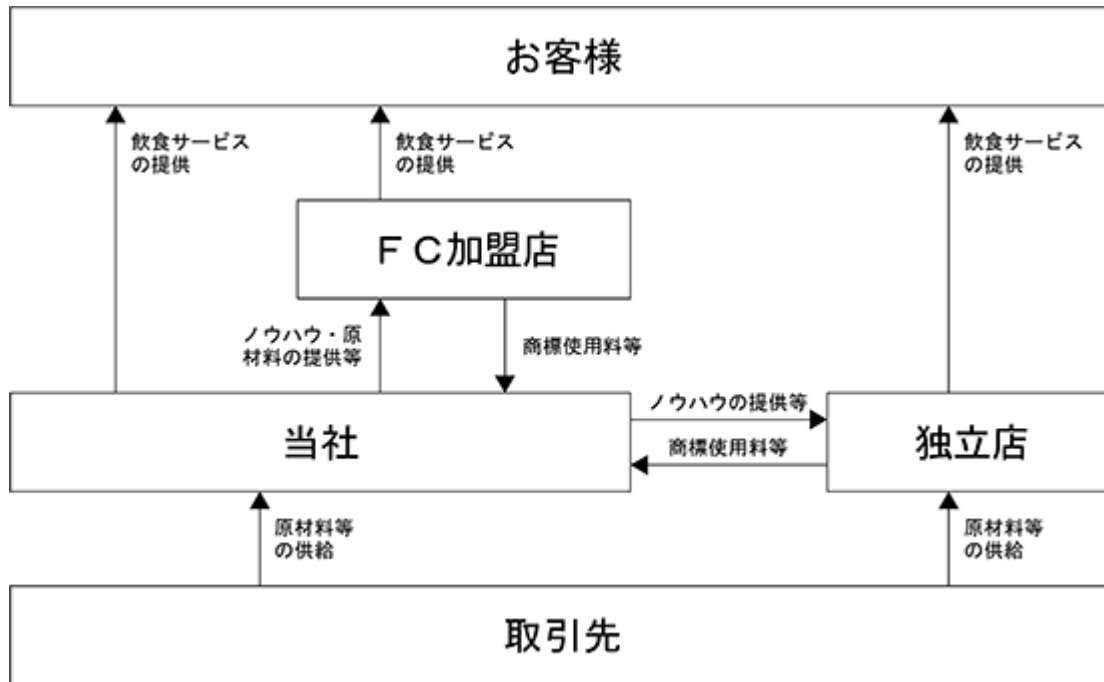 お客様
飲食サービス
の提供
飲食サービス
の提供
飲食サービス
の提供
ＦＣ加盟店
ノウハウ・原
材料の提供等
商標使用料等
当社
ノウハウの提供等
商標使用料等
独立店
原材料等
の供給
原材料等
の供給
取引先